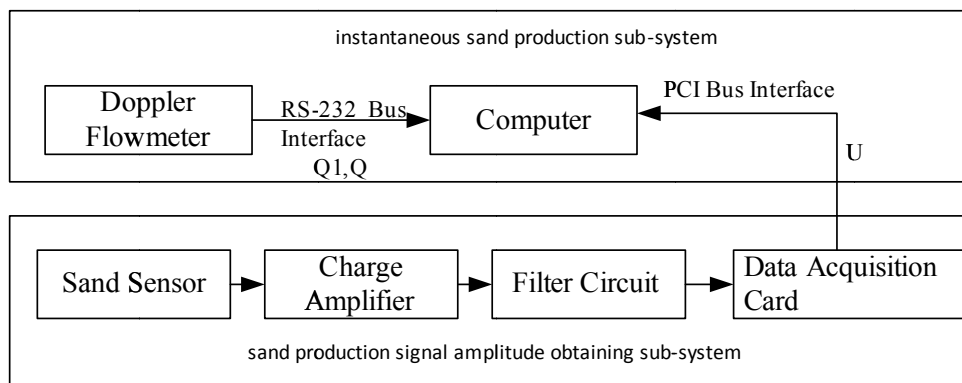 instantaneous sand production sub-system
Doppler
Flowmeter
RS-232 Bus
Interface
Q1,Q
Computer
PCI Bus Interface
U
Sand Sensor
Charge
Amplifier
Filter Circuit
Data Acquisition
Card
sand production signal amplitude obtaining sub-system